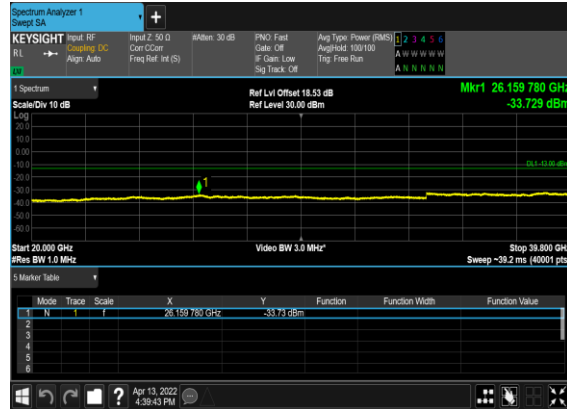 Spectrum Analyzer 1
Swept SA
+
KEYSIGHT Input: RF Input Z: 50 Ω #Atten: 30 dB PNO: Fast Avg Type: Power (RMS) 1 2 3 4 5 6
RL Coupling: DC Corr CCorr Gate: Off Avg|Hold: 100/100 A W W W W W
Align: Auto Freq Ref: Int (S) IF Gain: Low Trig: Free Run
Sig Track: Off A N N N N N
1 Spectrum Ref Lvl Offset 18.53 dB Mkr1 26.159 780 GHz
Scale/Div 10 dB Ref Level 30.00 dBm -33.729 dBm
Log
20.0
10.0
0.00
-10.0 DL1 -13.00 dBm
-20.0
-30.0 1
-40.0
-50.0
-60.0
Start 20.000 GHz Video BW 3.0 MHz* Stop 39.800 GHz
#Res BW 1.0 MHz Sweep ~39.2 ms (40001 pts)
5 Marker Table
Mode Trace Scale X Y Function Function Width Function Value
1 N 1 f 26.159 780 GHz -33.73 dBm
2
3
4
5
6
? Apr 13, 2022
4:39:43 PM